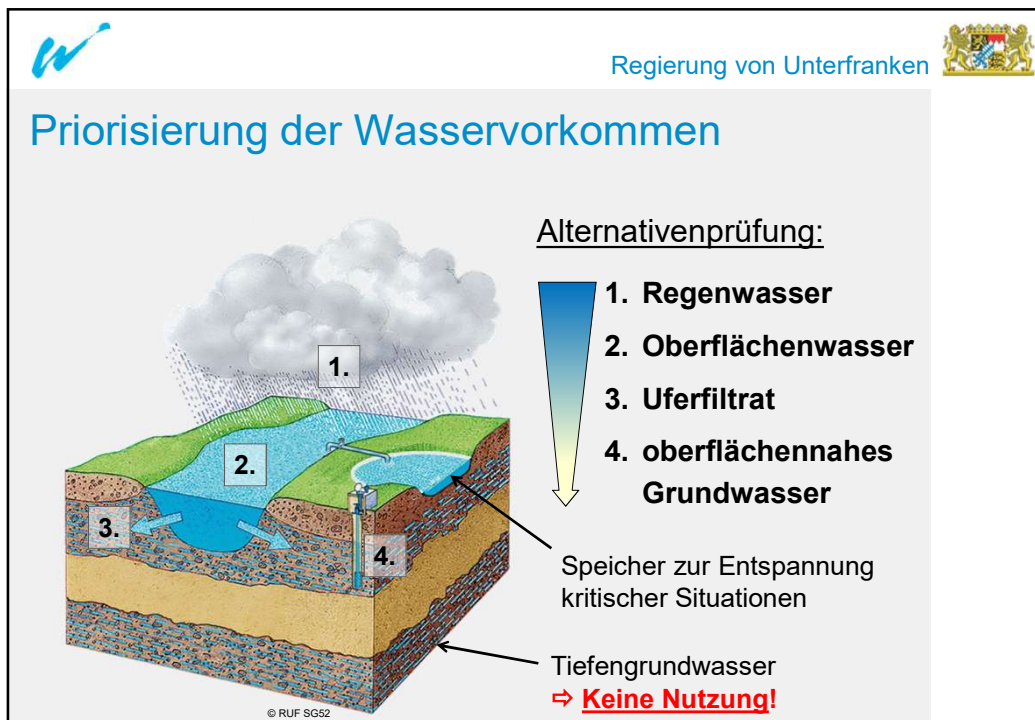 Regierung von Unterfranken
Priorisierung der Wasservorkommen
Alternativenprüfung:
1. Regenwasser
2. Oberflächenwasser
3. Uferfiltrat
4. oberflächennahes
Grundwasser
1.
2.
3.
4.
Speicher zur Entspannung
kritischer Situationen
Tiefengrundwasser
⇨ Keine Nutzung!
© RUF SG52